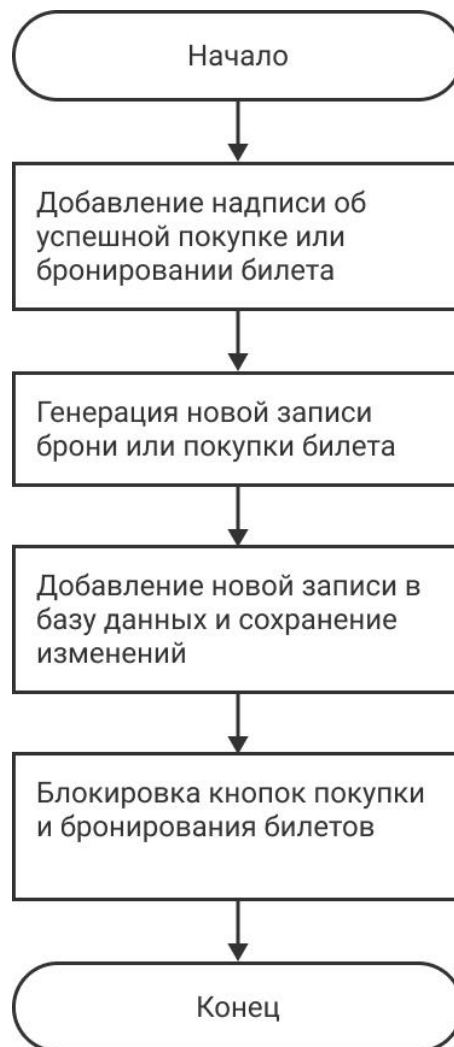 Начало
Добавление надписи об
успешной покупке или
бронировании билета
Генерация новой записи
брони или покупки билета
Добавление новой записи в
базу данных и сохранение
изменений
Блокировка кнопок покупки
и бронирования билетов
Конец